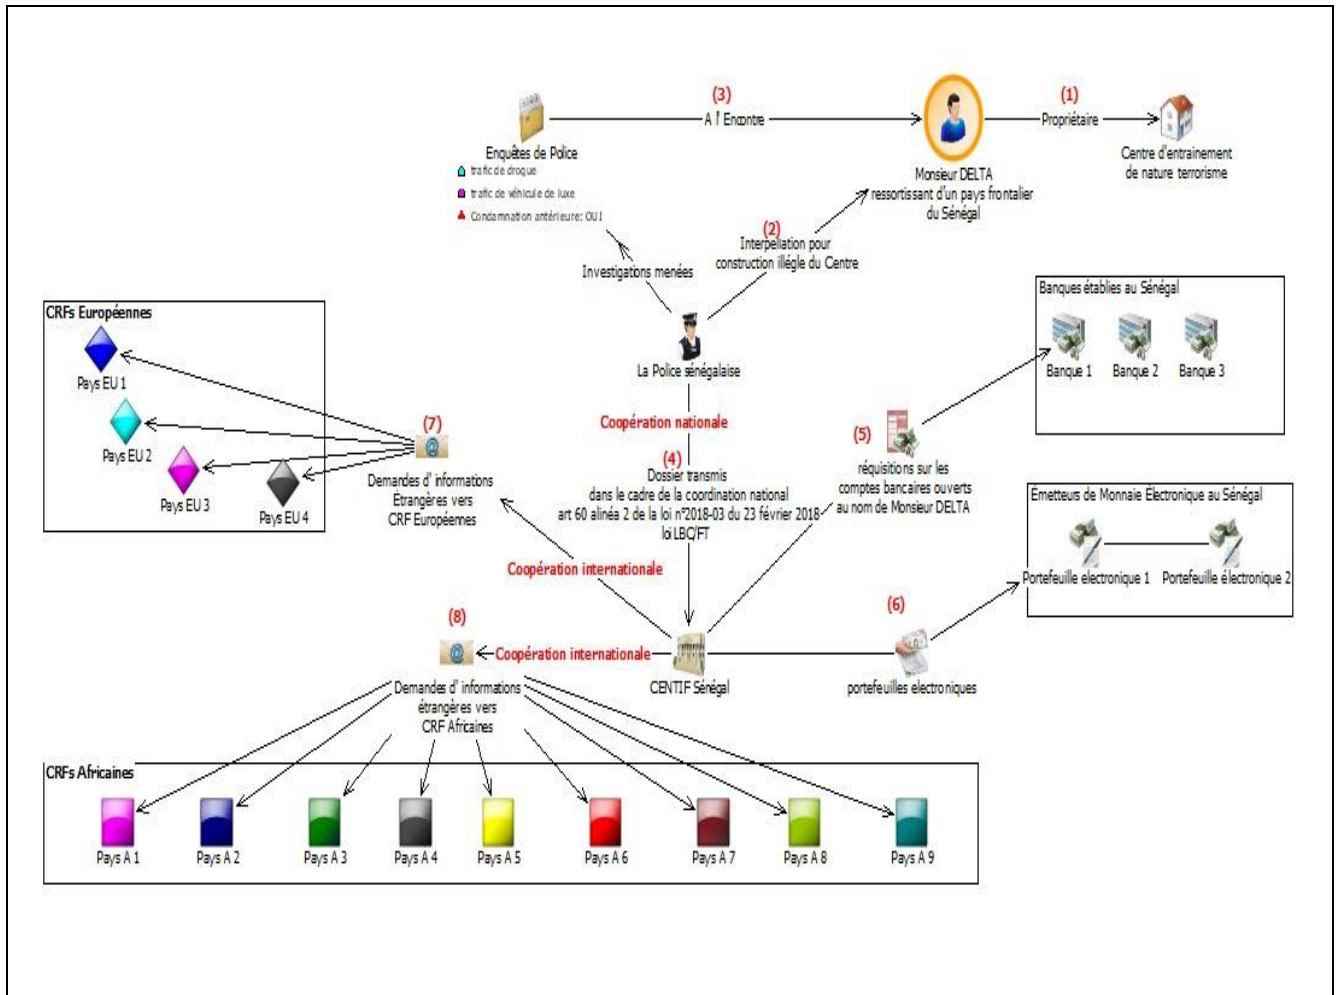 (3)
A l' Encontre
(1)
Propriétaire
Enquêtes de Police
trafic de drogue
trafic de véhicule de luxe
Condamnation antérieure: OUI
Monsieur DELTA
ressortissant d'un pays frontalier
du Sénégal
Centre d'entrainement
de nature terrorisme
(2)
Interpellation pour
construction illégle du Centre
Investigations menées
La Police sénégalaise
Banques établies au Sénégal
Banque 1
Banque 2
Banque 3
CRFs Européennes
Pays EU 1
Pays EU 2
Pays EU 3
Pays EU 4
(7)
Demandes d' informations
Étrangères vers
CRF Européennes
Coopération nationale
(4)
Dossier transmis
dans le cadre de la coordination national
art 60 alinéa 2 de la loi n°2018-03 du 23 février 2018
loi LBC/FT
(5)
réquisitions sur les
comptes bancaires ouverts
au nom de Monsieur DELTA
Émetteurs de Monnaie Électronique au Sénégal
Portefeuille electronique 1
Portefeuille électronique 2
Coopération internationale
(6)
portefeuilles electroniques
(8)
Coopération internationale
CENTIF Sénégal
Demandes d' informations
étrangères vers
CRF Africaines
CRFs Africaines
Pays A 1
Pays A 2
Pays A 3
Pays A 4
Pays A 5
Pays A 6
Pays A 7
Pays A 8
Pays A 9